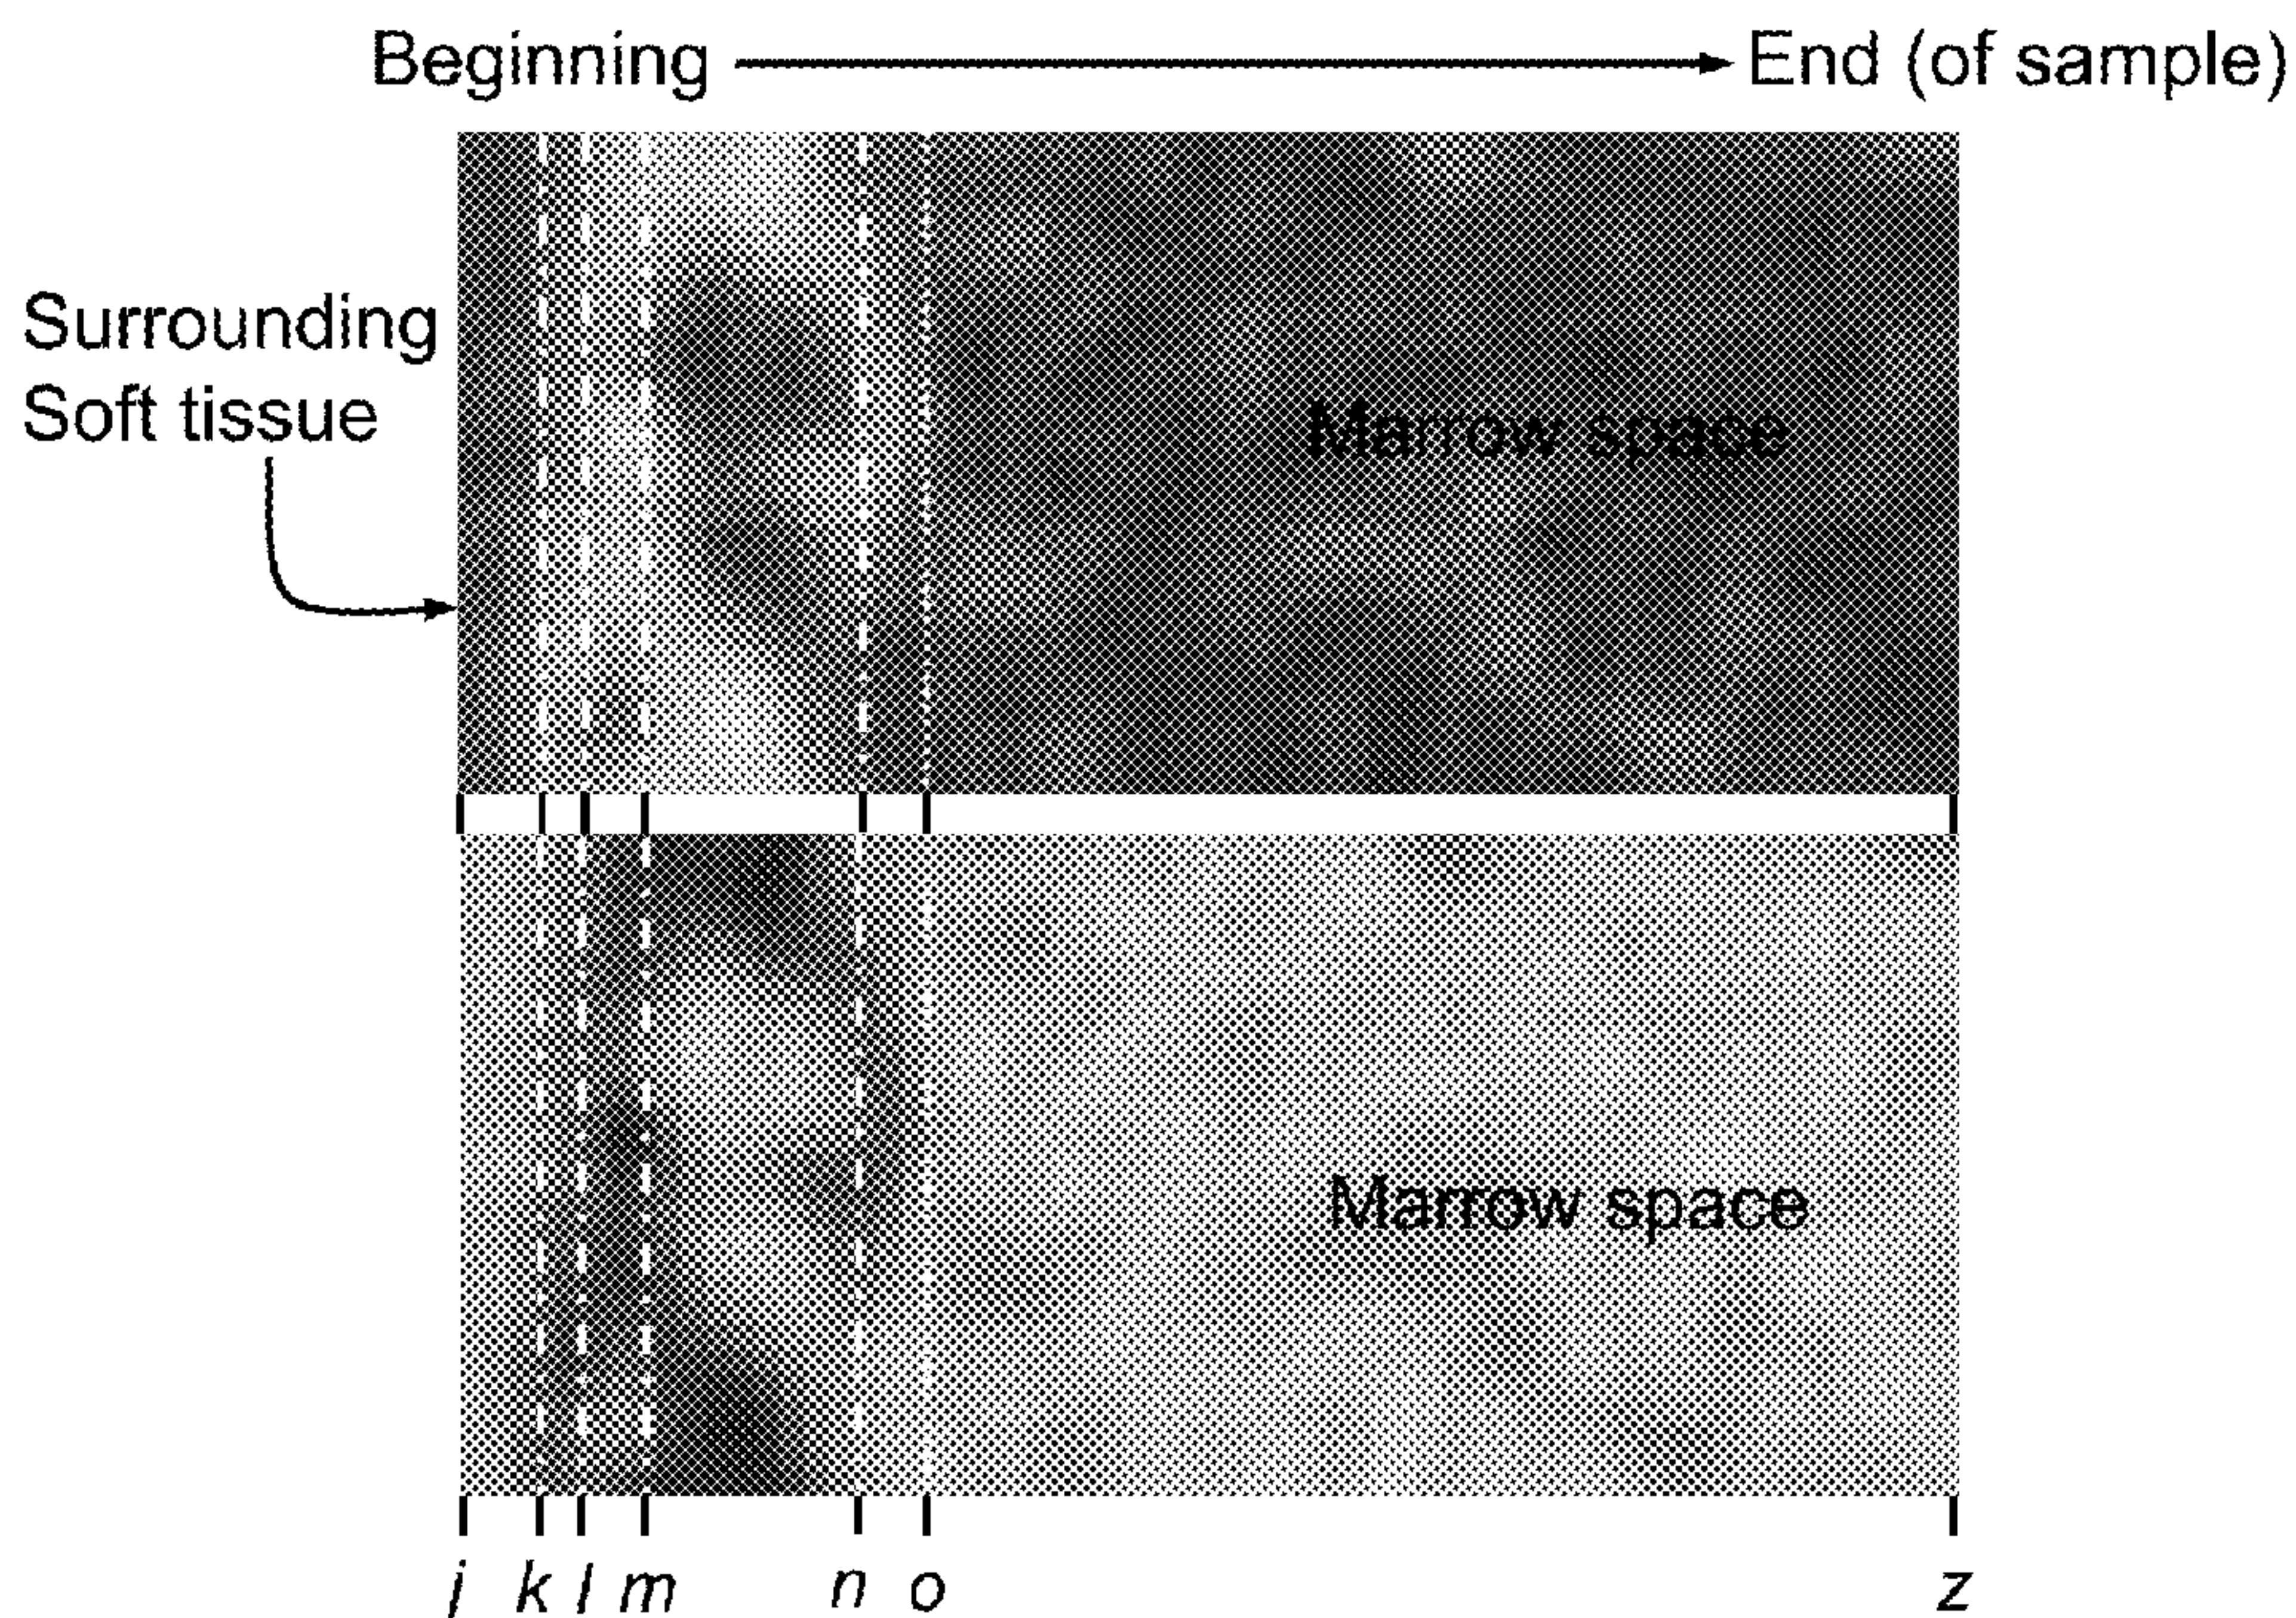 Beginning
End (of sample)
Surrounding
Soft tissue
Marrow space
Marrow space
j k l m n o z